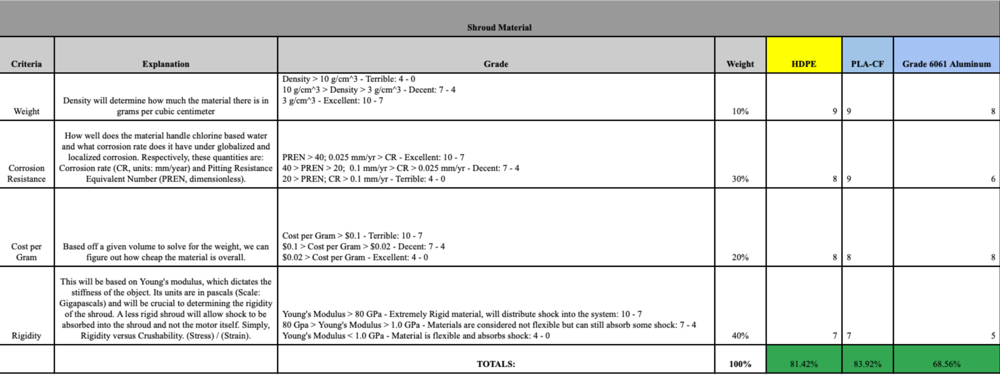 Shroud Material
Criteria
Explanation
Grade
Weight
HDPE
PLA-CF
Grade 6061 Aluminum
Weight
Density will determine how much the material there is in
grams per cubic centimeter
Density > 10 g/cm^3 - Terrible: 4 - 0
10 g/cm^3 > Density > 3 g/cm^3 - Decent: 7 - 4
3 g/cm^3 - Excellent: 10 - 7
10%
9
9
8
Corrosion
Resistance
How well does the material handle chlorine based water
and what corrosion rate does it have under globalized and
localized corrosion. Respectively, these quantities are:
Corrosion rate (CR, units: mm/year) and Pitting Resistance
Equivalent Number (PREN, dimensionless).
PREN > 40; 0.025 mm/yr > CR - Excellent: 10 - 7
40 > PREN > 20;  0.1 mm/yr > CR > 0.025 mm/yr - Decent: 7 - 4
20 > PREN; CR > 0.1 mm/yr - Terrible: 4 - 0
30%
8
9
6
Cost per
Gram
Based off a given volume to solve for the weight, we can
figure out how cheap the material is overall.
Cost per Gram > $0.1 - Terrible: 10 - 7
$0.1 > Cost per Gram > $0.02 - Decent: 7 - 4
$0.02 > Cost per Gram - Excellent: 4 - 0
20%
8
8
8
Rigidity
This will be based on Young's modulus, which dictates the
stiffness of the object. Its units are in pascals (Scale:
Gigapascals) and will be crucial to determining the rigidity
of the shroud. A less rigid shroud will allow shock to be
absorbed into the shroud and not the motor itself. Simply,
Rigidity versus Crushability. (Stress) / (Strain).
Young's Modulus > 80 GPa - Extremely Rigid material, will distribute shock into the system: 10 - 7
80 Gpa > Young's Modulus > 1.0 GPa - Materials are considered not flexible but can still absorb some shock: 7 - 4
Young's Modulus < 1.0 GPa - Material is flexible and absorbs shock: 4 - 0
40%
7
7
5
TOTALS:
100%
81.42%
83.92%
68.56%